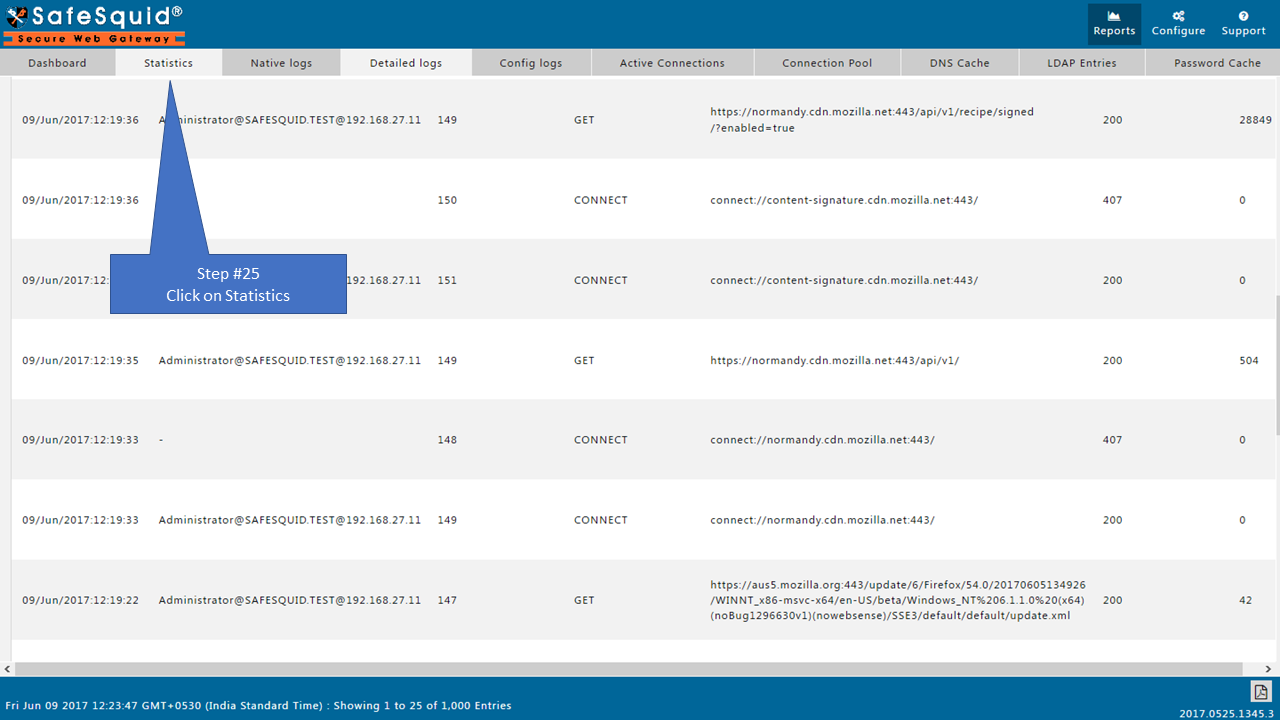 SafeSquid®
Secure Web Gateway
Reports Configure Support
Dashboard Statistics Native logs Detailed logs Config logs Active Connections Connection Pool DNS Cache LDAP Entries Password Cache
09/Jun/2017:12:19:36 Administrator@SAFESQUID.TEST@192.168.27.11 149 GET https://normandy.cdn.mozilla.net:443/api/v1/recipe/signed
/?enabled=true 200 28849
09/Jun/2017:12:19:36 150 CONNECT connect://content-signature.cdn.mozilla.net:443/ 407 0
Step #25
Click on Statistics
09/Jun/2017:12: 92.168.27.11 151 CONNECT connect://content-signature.cdn.mozilla.net:443/ 200 0
09/Jun/2017:12:19:35 Administrator@SAFESQUID.TEST@192.168.27.11 149 GET https://normandy.cdn.mozilla.net:443/api/v1/ 200 504
09/Jun/2017:12:19:33 - 148 CONNECT connect://normandy.cdn.mozilla.net:443/ 407 0
09/Jun/2017:12:19:33 Administrator@SAFESQUID.TEST@192.168.27.11 149 CONNECT connect://normandy.cdn.mozilla.net:443/ 200 0
09/Jun/2017:12:19:22 Administrator@SAFESQUID.TEST@192.168.27.11 147 GET https://aus5.mozilla.org:443/update/6/Firefox/54.0/20170605134926
/WINNT_x86-msvc-x64/en-US/beta/Windows_NT%206.1.1.0%20(x64)
(noBug1296630v1)(nowebsense)/SSE3/default/default/update.xml 200 42
Fri Jun 09 2017 12:23:47 GMT+0530 (India Standard Time) : Showing 1 to 25 of 1,000 Entries
2017.0525.1345.3